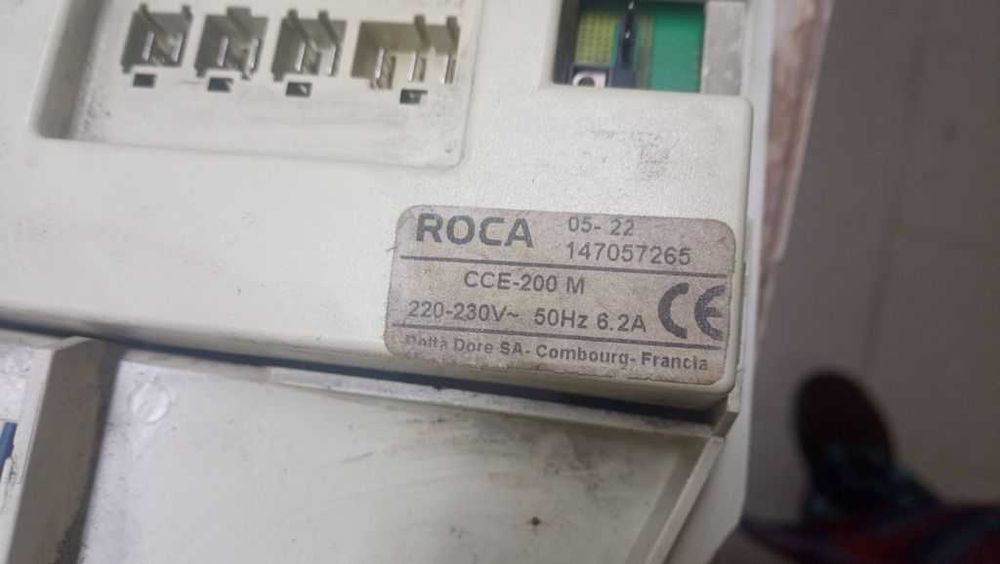 ROCA 05- 22
147057265
CCE-200 M
220-230V~ 50Hz 6.2A CE
Delta Dore SA- Combourg- Francia